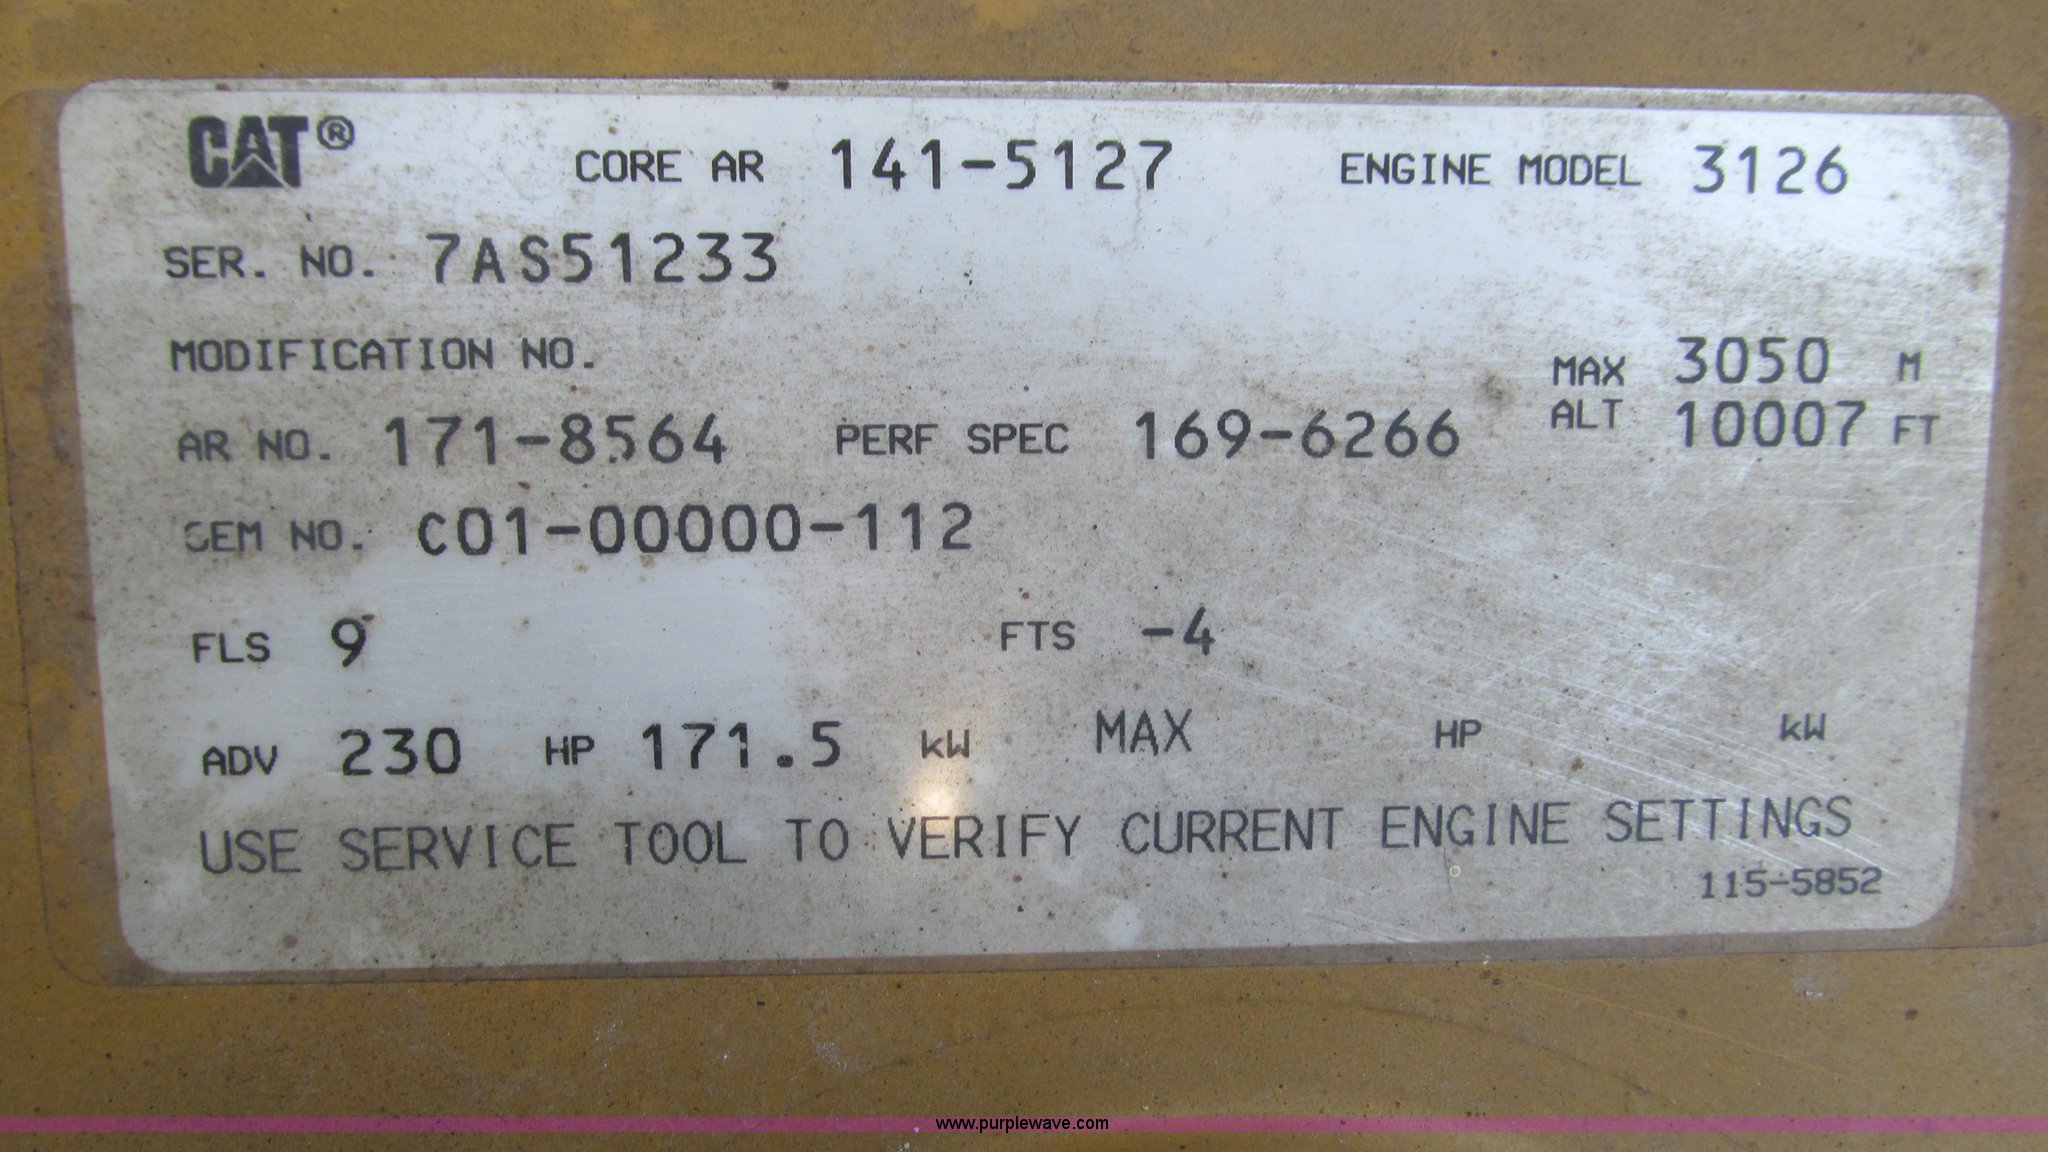 CAT® CORE AR 141-5127 ENGINE MODEL 3126
SER. NO. 7AS51233
MODIFICATION NO.
MAX 3050 M
ALT 10007 FT
AR NO. 171-8564 PERF SPEC 169-6266
SEM NO. C01-00000-112
FLS 9 FTS -4
ADV 230 HP 171.5 kW MAX HP kW
USE SERVICE TOOL TO VERIFY CURRENT ENGINE SETTINGS
115-5852
www.purplewave.com